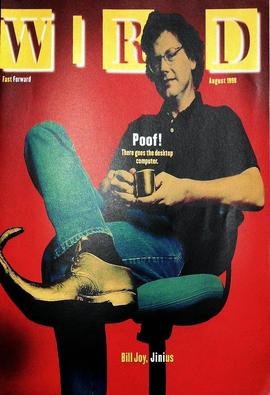 WIRED
Fast Forward
August 1998
Poof!
There goes the desktop
computer.
Bill Joy, Jinius